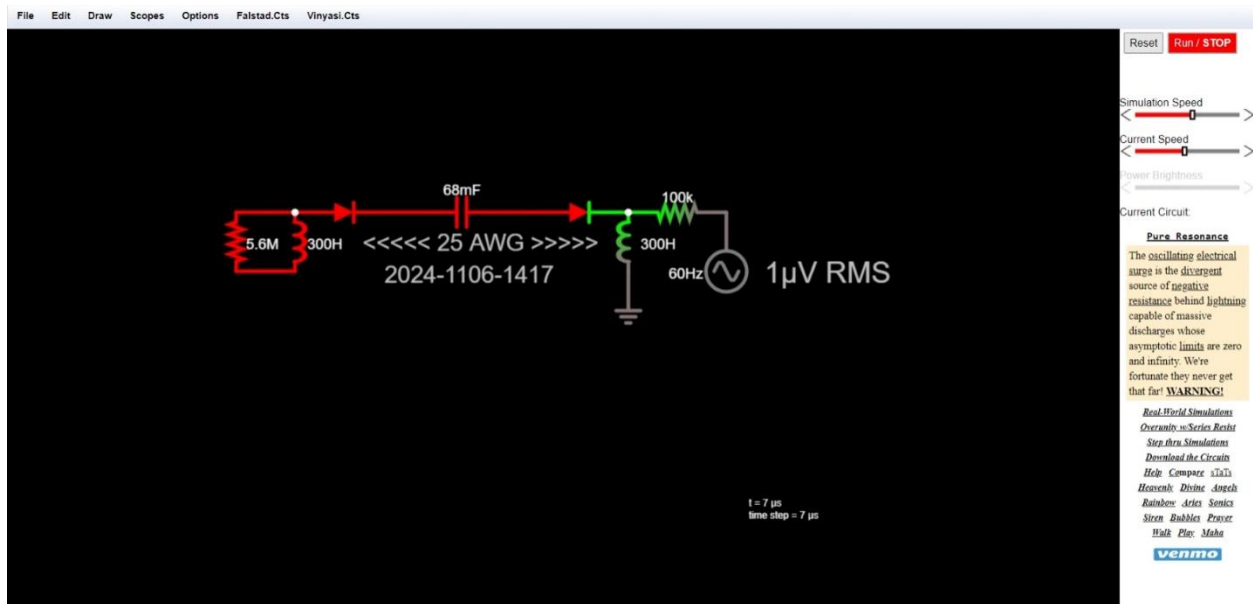 File Edit Draw Scopes Options Falstad.Cts Vinyasi.Cts
Reset Run / STOP
Simulation Speed
Current Speed
Power Brightness
Current Circuit:
Pure Resonance
The oscillating electrical
surge is the divergent
source of negative
resistance behind lightning
capable of massive
discharges whose
asymptotic limits are zero
and infinity. We're
fortunate they never get
that far! WARNING!
Real-World Simulations
Overunity w/Series Resist
Step thru Simulations
Download the Circuits
Help Compare sTaTs
Heavenly Divine Angels
Rainbow Aries Sonics
Siren Bubbles Prayer
Walk Play Maha
venmo
68mF
100k
5.6M
300H
<<<<< 25 AWG >>>>>
300H
2024-1106-1417
60Hz
1µV RMS
t = 7 µs
time step = 7 µs